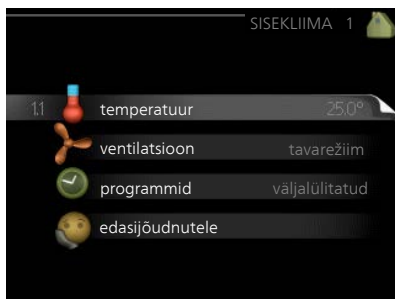 SISEKLIIMA 1
1.1 temperatuur 25.0°
ventilatsioon tavarežiim
programmid väljalülitatud
edasijõudnutele